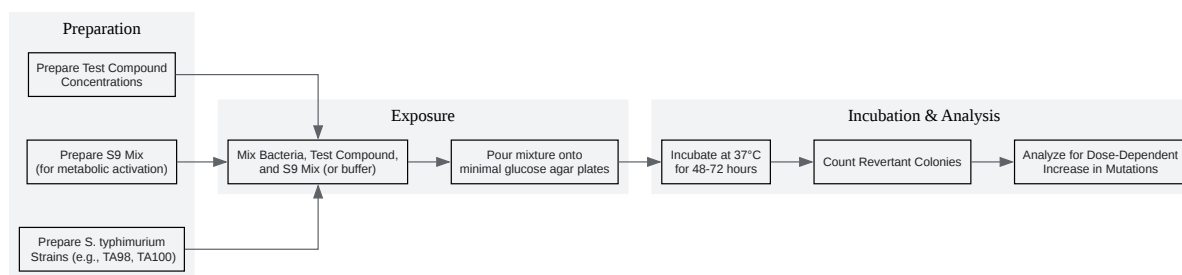 Preparation
Prepare Test Compound
Concentrations
Prepare S9 Mix
(for metabolic activation)
Prepare S. typhimurium
Strains (e.g., TA98, TA100)
Exposure
Mix Bacteria, Test Compound,
and S9 Mix (or buffer)
Pour mixture onto
minimal glucose agar plates
Incubation & Analysis
Incubate at 37°C
for 48-72 hours
Count Revertant Colonies
Analyze for Dose-Dependent
Increase in Mutations